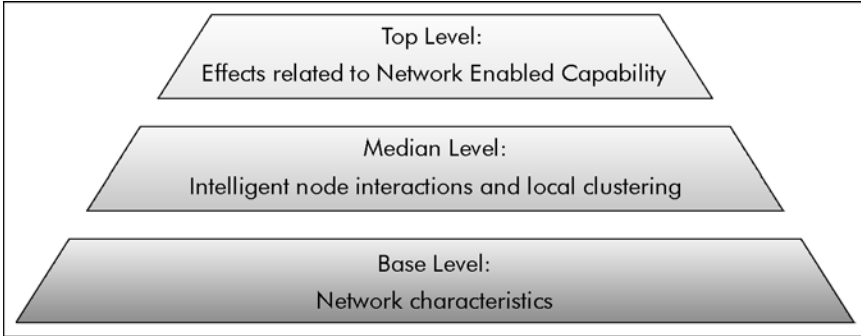 Top Level:
Effects related to Network Enabled Capability
Median Level:
Intelligent node interactions and local clustering
Base Level:
Network characteristics